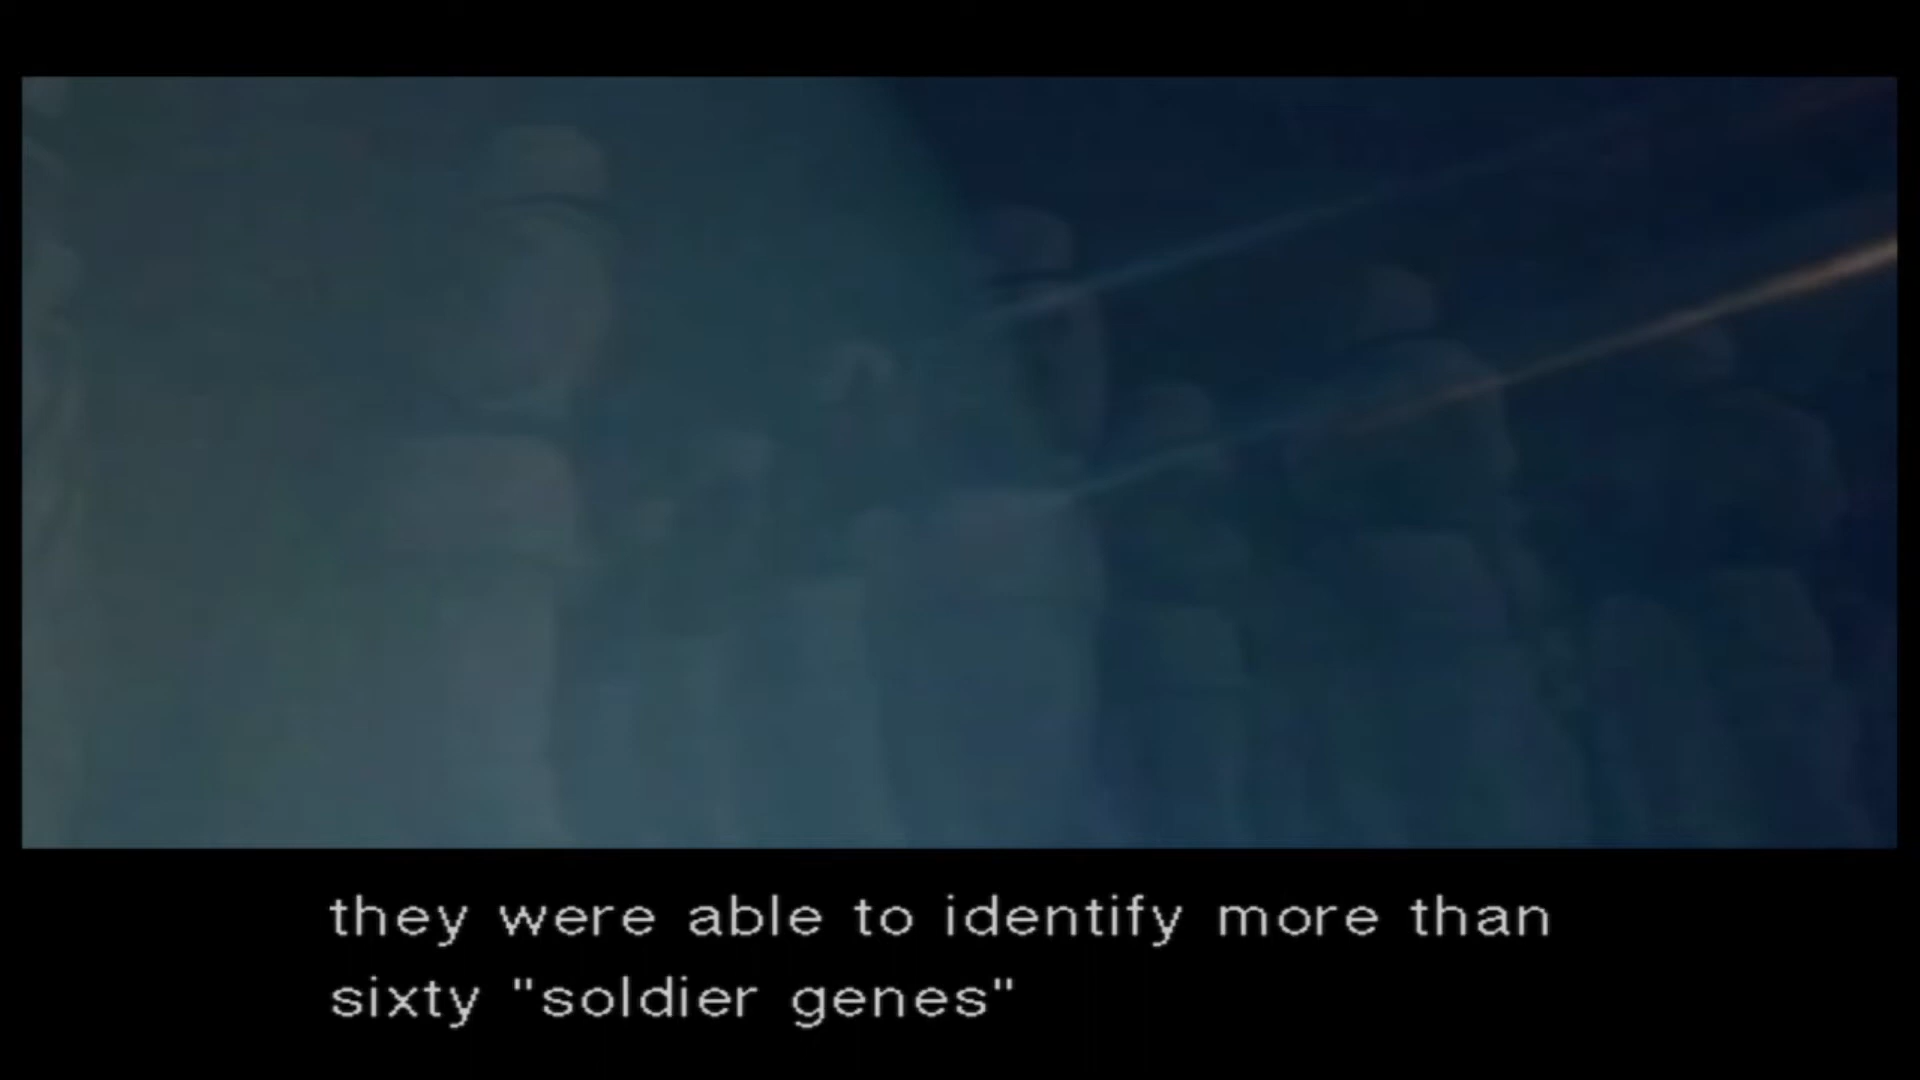 they were able to identify more than
sixty "soldier genes"